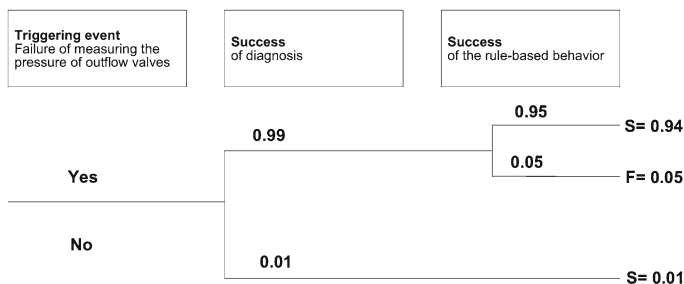 Triggering event
Failure of measuring the
pressure of outflow valves
Success
of diagnosis
Success
of the rule-based behavior
0.95
S= 0.94
0.99
0.05
Yes
F= 0.05
No
0.01
S= 0.01